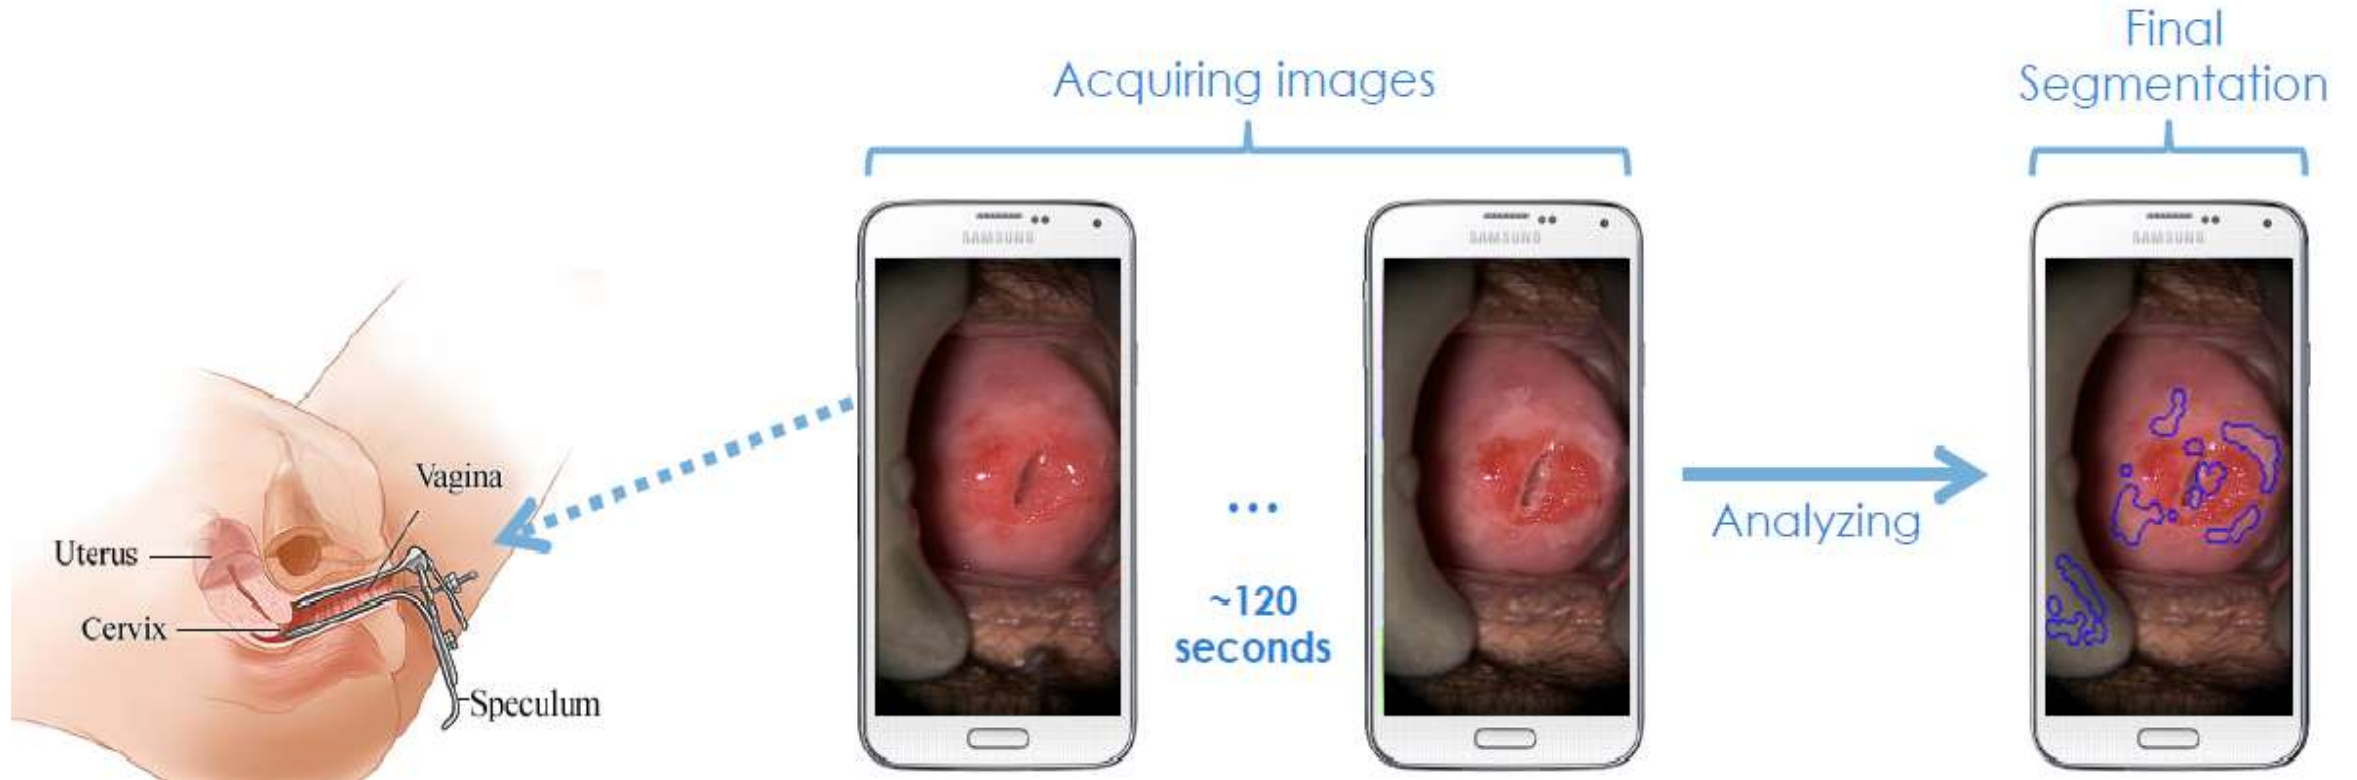 Acquiring images
Final
Segmentation
SAMSUNG
SAMSUNG
SAMSUNG
Vagina
Uterus
Cervix
Speculum
...
~120
seconds
Analyzing